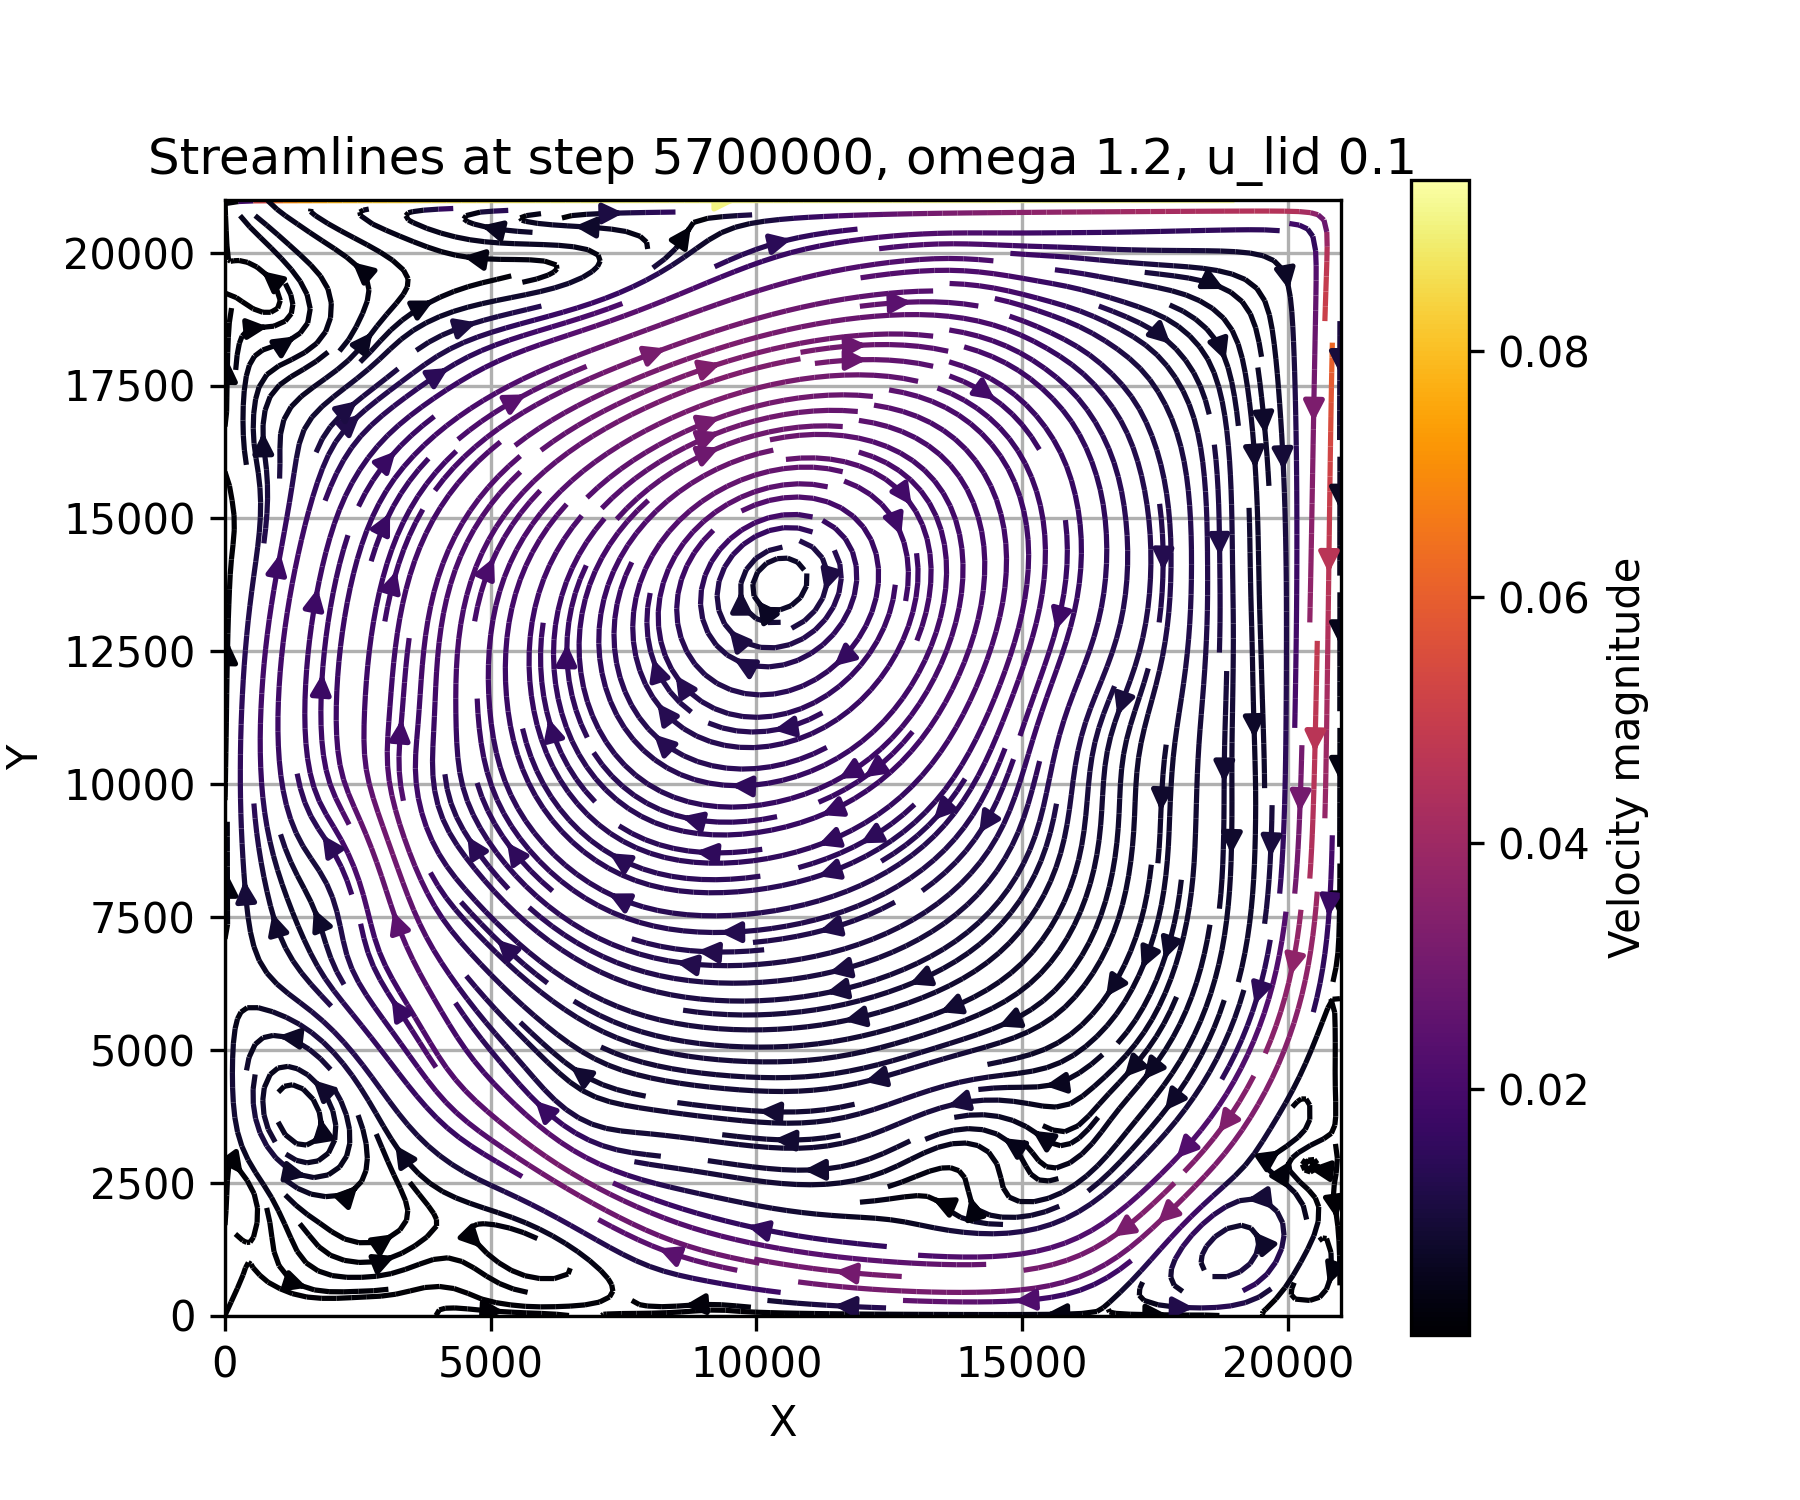 Streamlines at step 5700000, omega 1.2, u_lid 0.1
20000
17500
15000
12500
10000
7500
5000
2500
0
Y
0 5000 10000 15000 20000
X
0.08
0.06
0.04
0.02
Velocity magnitude